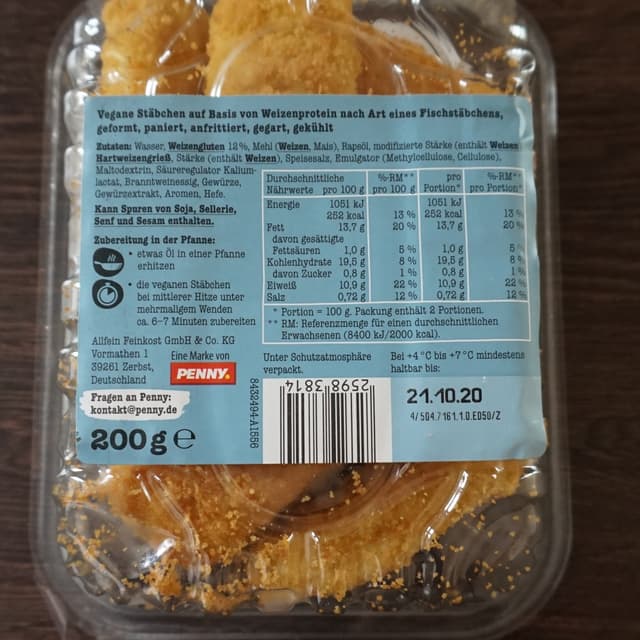 Vegane Stäbchen auf Basis von Weizenprotein nach Art eines Fischstäbchens,
geformt, paniert, anfrittiert, gegart, gekühlt
Zutaten: Wasser, Weizengluten 12%, Mehl (Weizen, Mais), Rapsöl, modifizierte Stärke (enthält Weizen),
Hartweizengrieß, Stärke (enthält Weizen), Speisesalz, Emulgator (Methylcellulose, Cellulose),
Maltodextrin, Säureregulator Kalium-
lactat, Branntweinessig, Gewürze,
Gewürzextrakt, Aromen, Hefe.
Kann Spuren von Soja, Sellerie,
Senf und Sesam enthalten.
Zubereitung in der Pfanne:
• etwas Öl in einer Pfanne
erhitzen
• die veganen Stäbchen
bei mittlerer Hitze unter
mehrmaligem Wenden
ca. 6–7 Minuten zubereiten
Durchschnittliche %-RM** pro %-RM**
Nährwerte pro 100 g pro 100 g Portion* pro Portion*
Energie 1051 kJ 1051 kJ
252 kcal 13 % 252 kcal 13 %
Fett 13,7 g 20 % 13,7 g 20 %
davon gesättigte
Fettsäuren 1,0 g 5 % 1,0 g 5 %
Kohlenhydrate 19,5 g 8 % 19,5 g 8 %
davon Zucker 0,8 g 1 % 0,8 g 1 %
Eiweiß 10,9 g 22 % 10,9 g 22 %
Salz 0,72 g 12 % 0,72 g 12 %
* Portion = 100 g. Packung enthält 2 Portionen.
** RM: Referenzmenge für einen durchschnittlichen
Erwachsenen (8400 kJ/2000 kcal).
Allfein Feinkost GmbH & Co. KG
Vormathen 1
39261 Zerbst,
Deutschland
Eine Marke von
PENNY.
Fragen an Penny:
kontakt@penny.de
200 g e
Unter Schutzatmosphäre
verpackt.
Bei +4 °C bis +7 °C mindestens
haltbar bis:
21.10.20
4/504.7161.1.0.E050/2
2598 3814
8432494-A1556